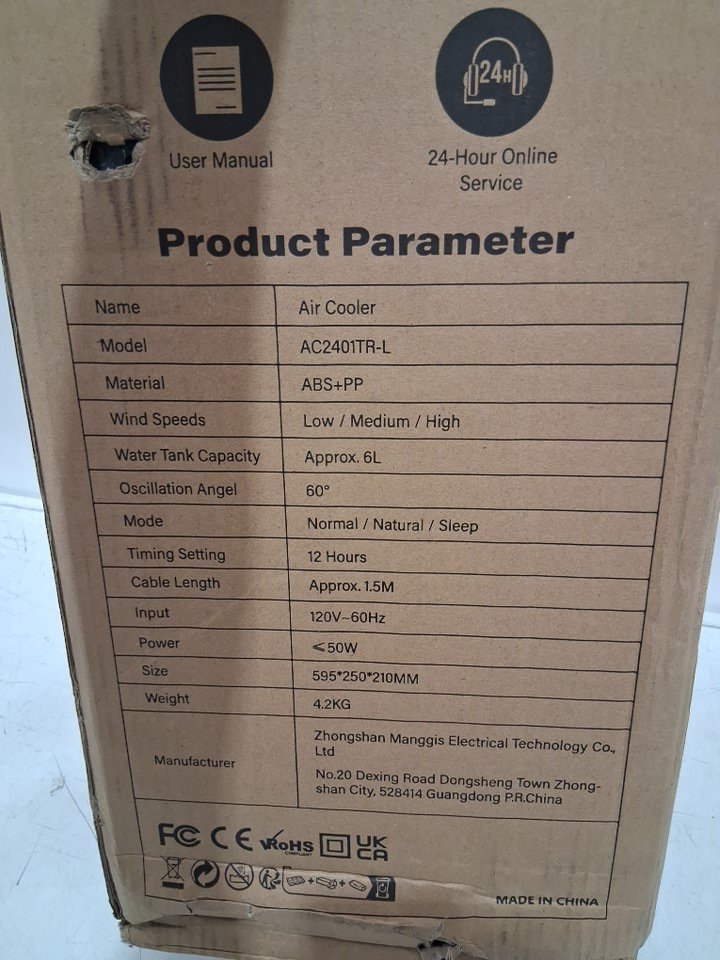 24H
User Manual
24-Hour Online
Service
Product Parameter
Name Air Cooler
Model AC2401TR-L
Material ABS+PP
Wind Speeds Low / Medium / High
Water Tank Capacity Approx. 6L
Oscillation Angel 60°
Mode Normal / Natural / Sleep
Timing Setting 12 Hours
Cable Length Approx. 1.5M
Input 120V~60Hz
Power ⩽50W
Size 595*250*210MM
Weight 4.2KG
Manufacturer Zhongshan Manggis Electrical Technology Co.,
Ltd
No.20 Dexing Road Dongsheng Town Zhong-
shan City, 528414 Guangdong P.R.China
FC CE RoHS UK
COMPLIANT CA
MADE IN CHINA